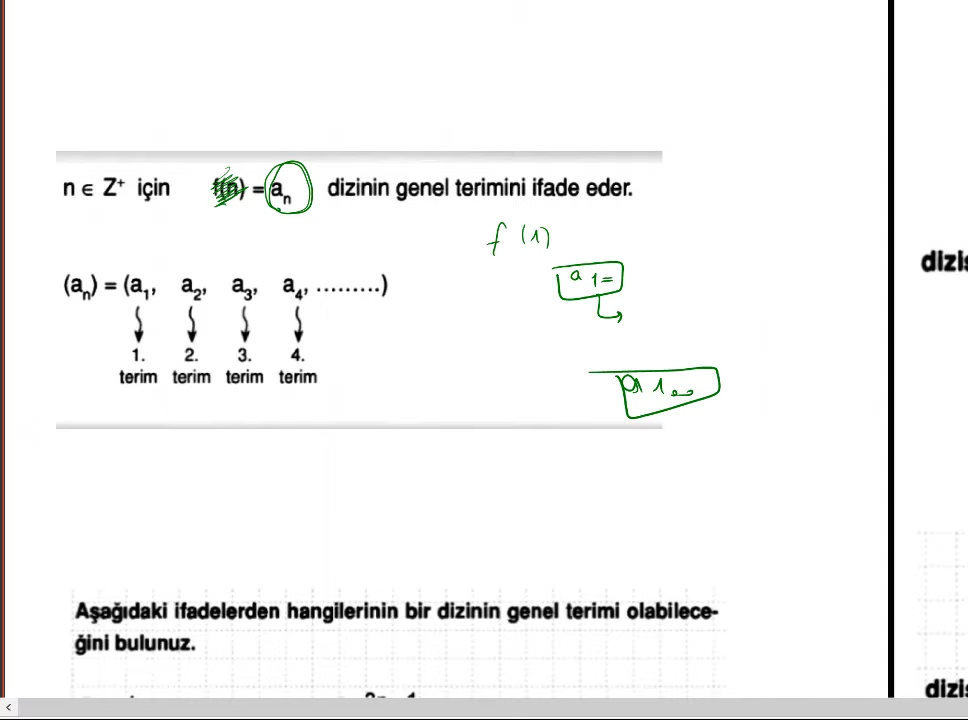 n ∈ Z⁺ için f(n) = aₙ dizinin genel terimini ifade eder.
f (1)
a 1 =
(aₙ) = (a₁, a₂, a₃, a₄, .........)
1. 2. 3. 4.
terim terim terim terim
dizis
Aşağıdaki ifadelerden hangilerinin bir dizinin genel terimi olabilece-
ğini bulunuz.
dizis